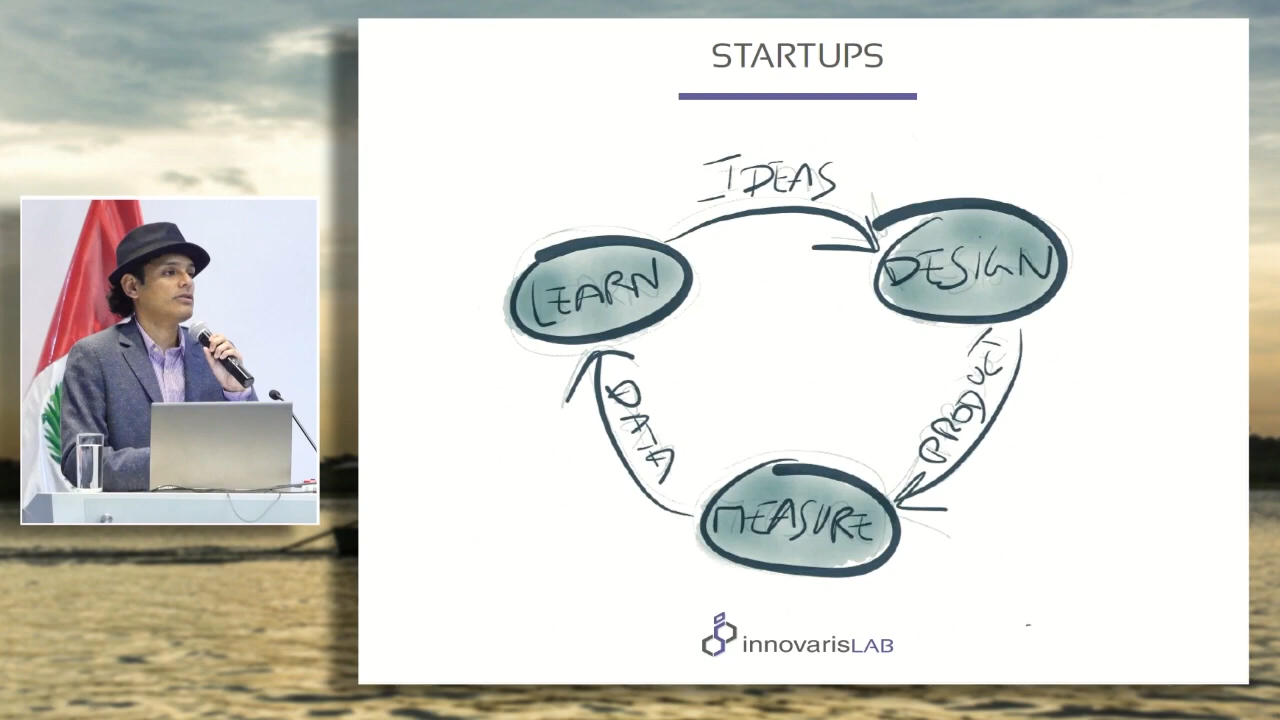 STARTUPS
IDEAS
LEARN
DESIGN
PRODUCT
DATA
MEASURE
innovarisLAB